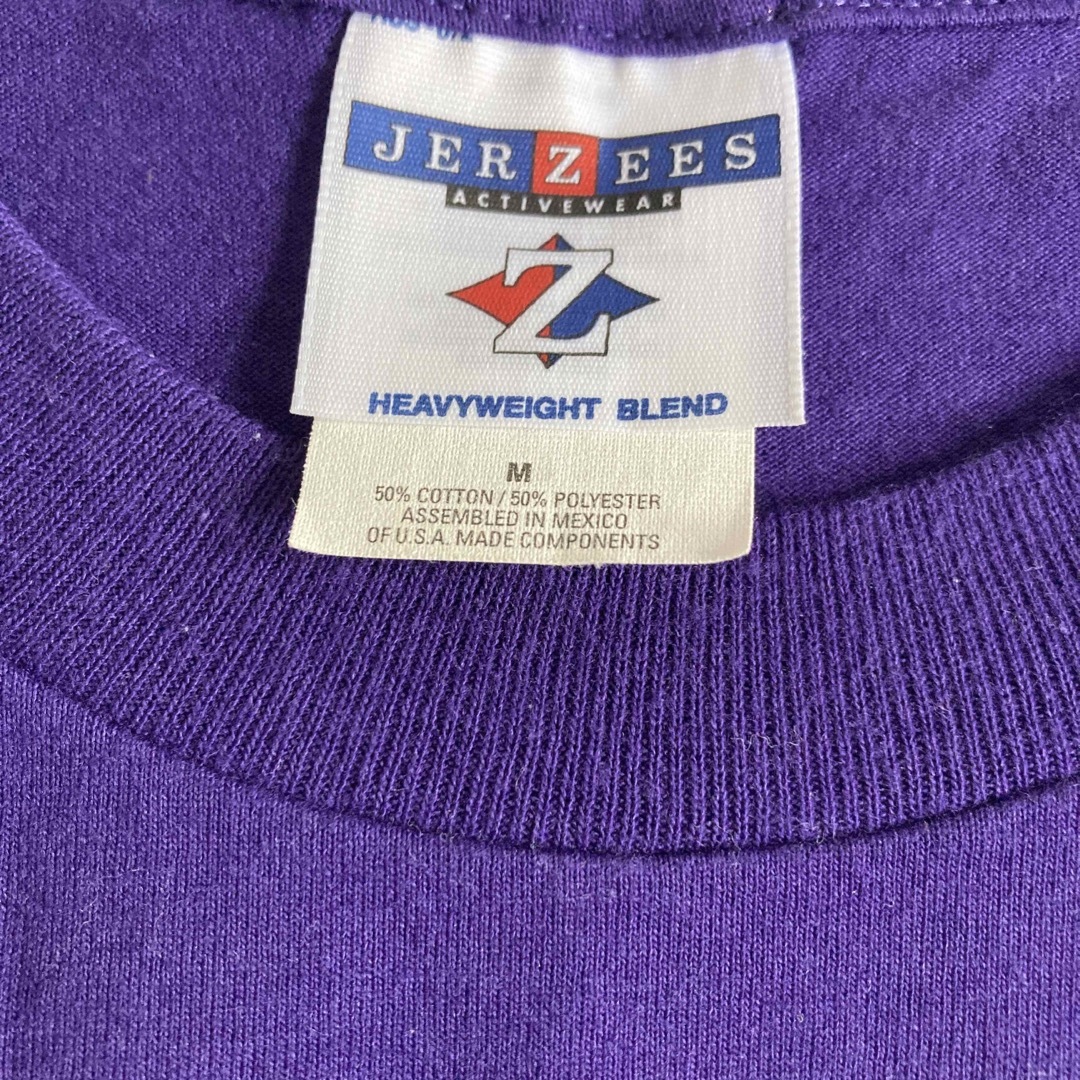 JERZEES
ACTIVEWEAR
Z
HEAVYWEIGHT BLEND
M
50% COTTON / 50% POLYESTER
ASSEMBLED IN MEXICO
OF U.S.A. MADE COMPONENTS